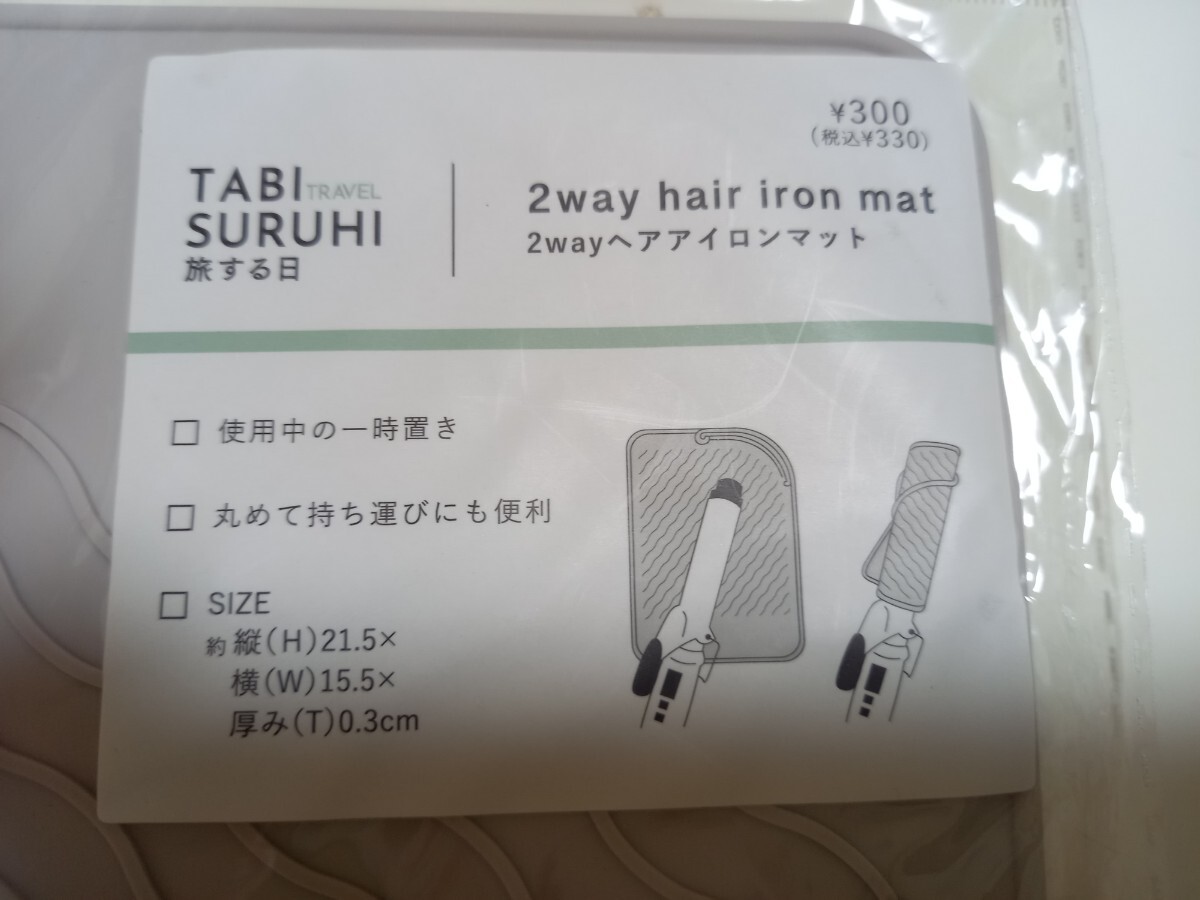 ¥300
(税込¥330)
TABI TRAVEL
SURUHI
旅する日
2way hair iron mat
2wayヘアアイロンマット
□ 使用中の一時置き
□ 丸めて持ち運びにも便利
□ SIZE
約 縦(H)21.5×
横(W)15.5×
厚み(T)0.3cm